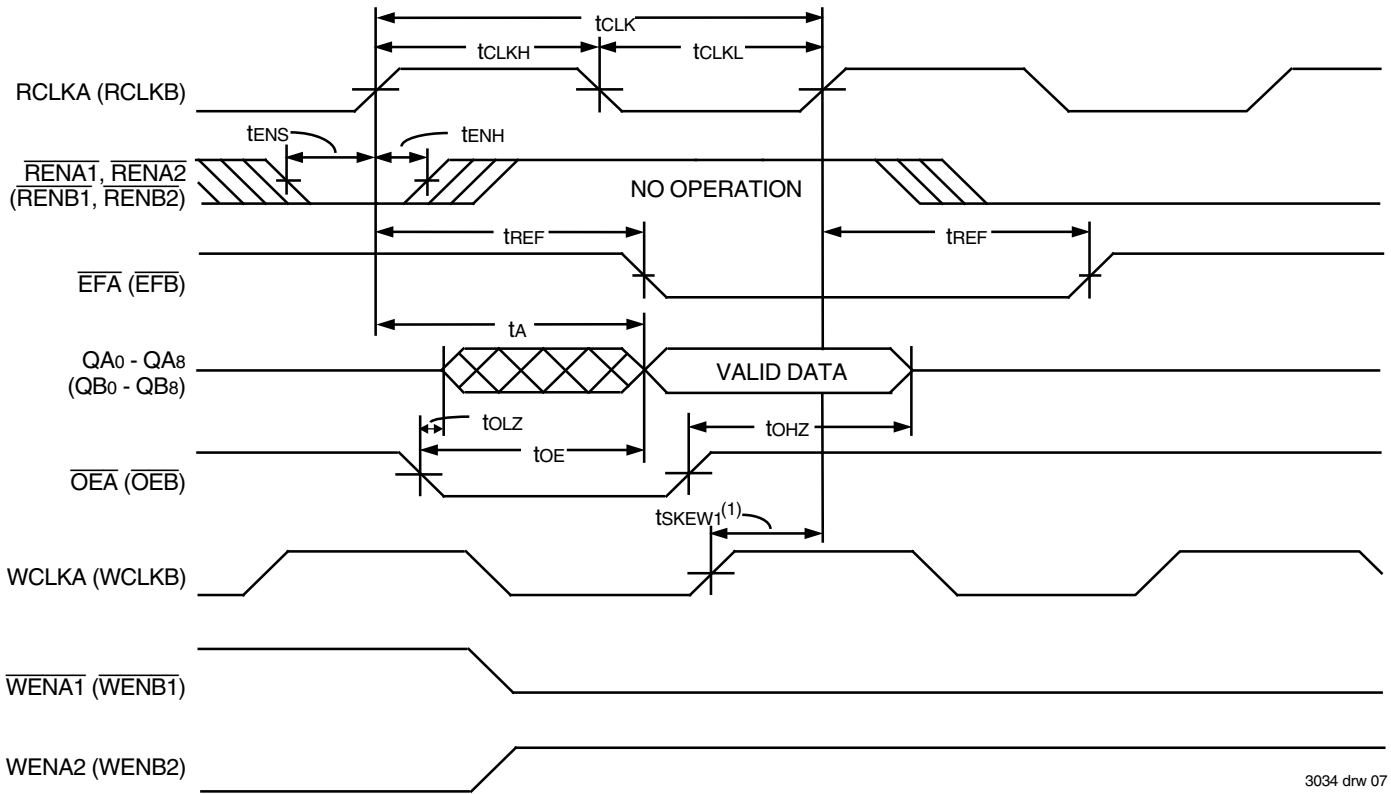 tCLK
tCLKH tCLKL
RCLKA (RCLKB)
tENS tENH
RENA1, RENA2
(RENB1, RENB2)
NO OPERATION
tREF tREF
EFA (EFB)
tA
QA0 - QA8
(QB0 - QB8)
VALID DATA
tOLZ tOHZ
tOE
OEA (OEB)
tSKEW1(1)
WCLKA (WCLKB)
WENA1 (WENB1)
WENA2 (WENB2)
3034 drw 07